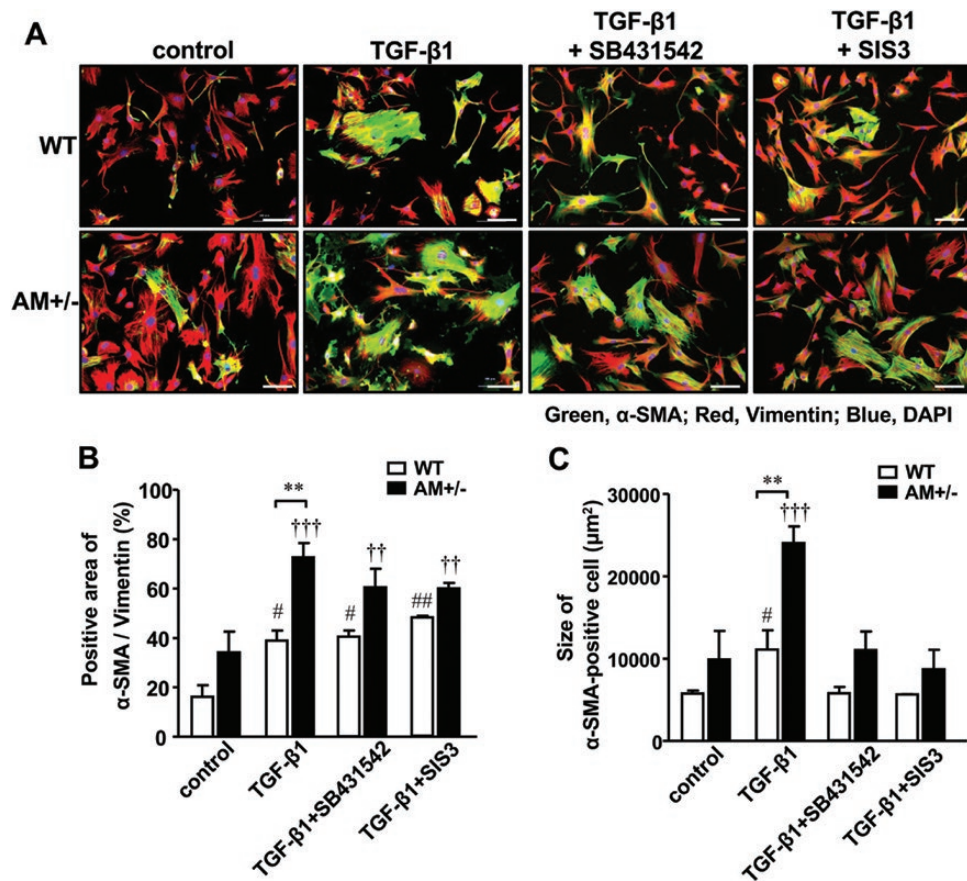 A
control
TGF-β1
TGF-β1
+ SB431542
TGF-β1
+ SIS3
WT
AM+/-
Green, α-SMA; Red, Vimentin; Blue, DAPI
B
WT
AM+/-
Positive area of
α-SMA / Vimentin (%)
100
80
60
40
20
0
**
#
†††
#
††
##
††
control
TGF-β1
TGF-β1+SB431542
TGF-β1+SIS3
C
WT
AM+/-
Size of
α-SMA-positive cell (μm²)
30000
20000
10000
0
**
#
†††
control
TGF-β1
TGF-β1+SB431542
TGF-β1+SIS3